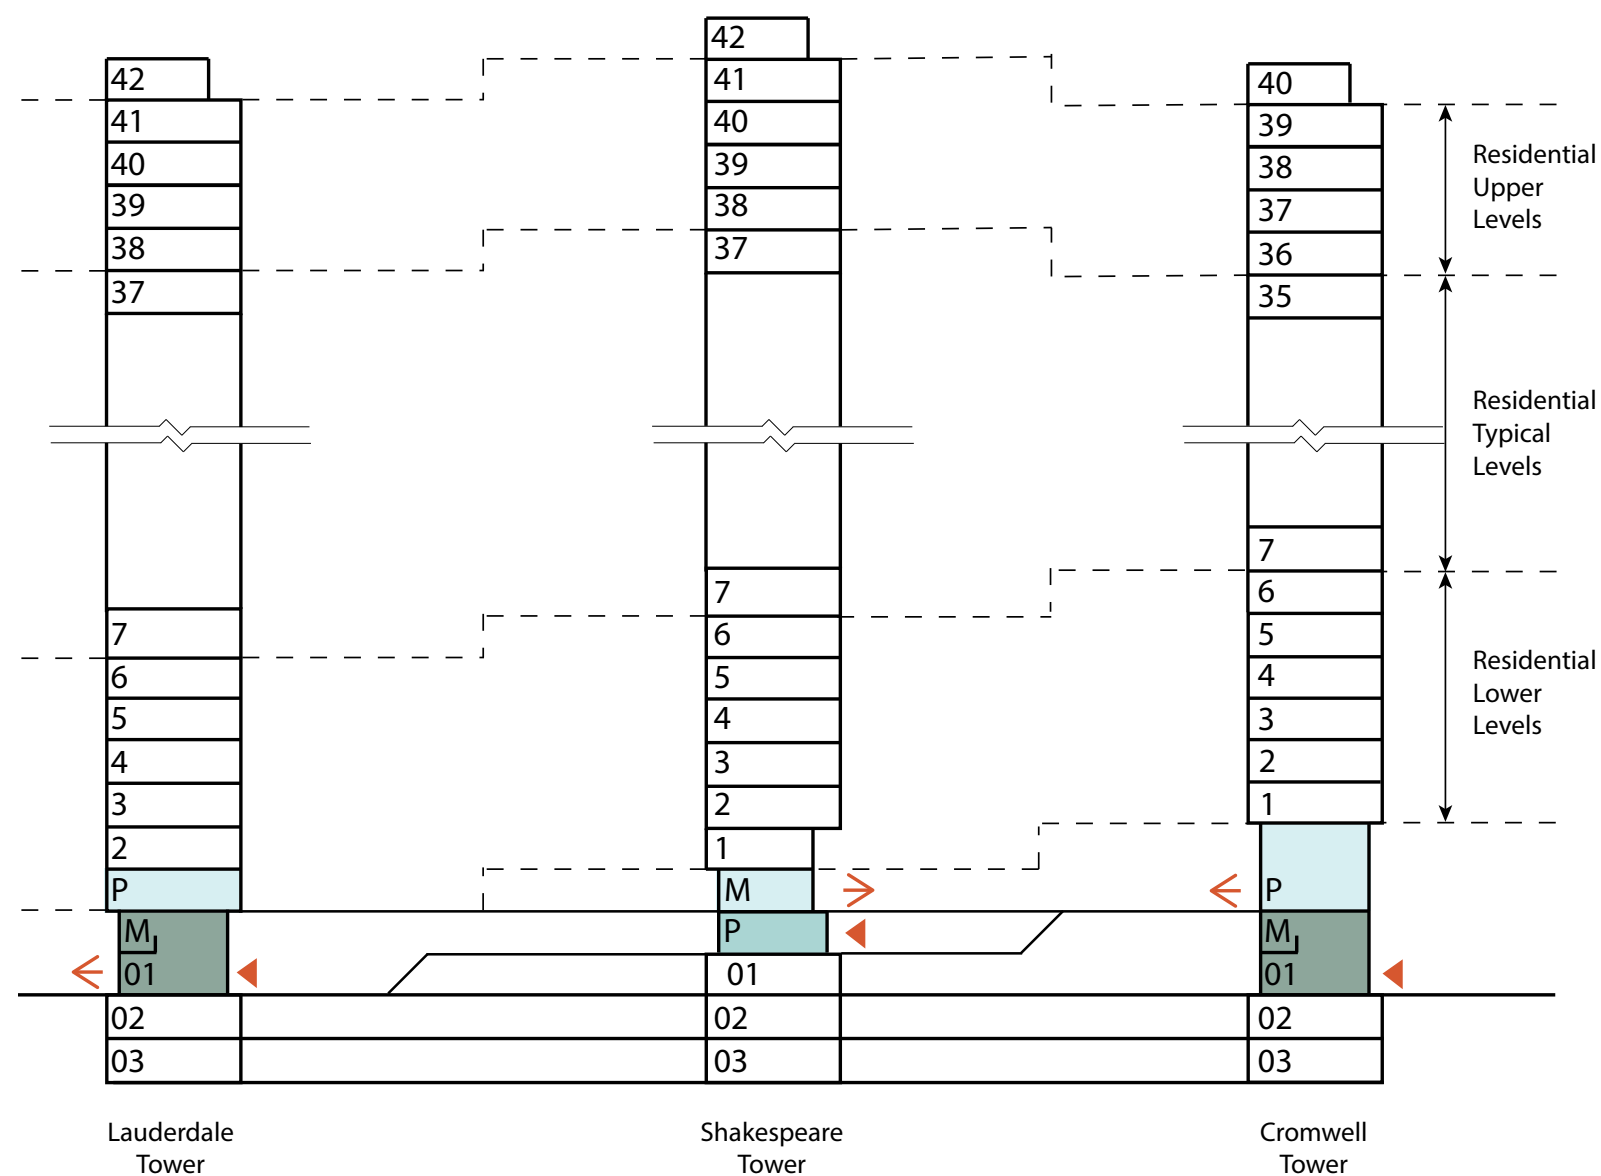 42
41
40
39
38
37
7
6
5
4
3
2
P
M
01
02
03
Lauderdale
Tower
42
41
40
39
38
37
7
6
5
4
3
2
1
M
P
01
02
03
Shakespeare
Tower
40
39
38
37
36
35
7
6
5
4
3
2
1
P
M
01
02
03
Cromwell
Tower
Residential
Upper
Levels
Residential
Typical
Levels
Residential
Lower
Levels